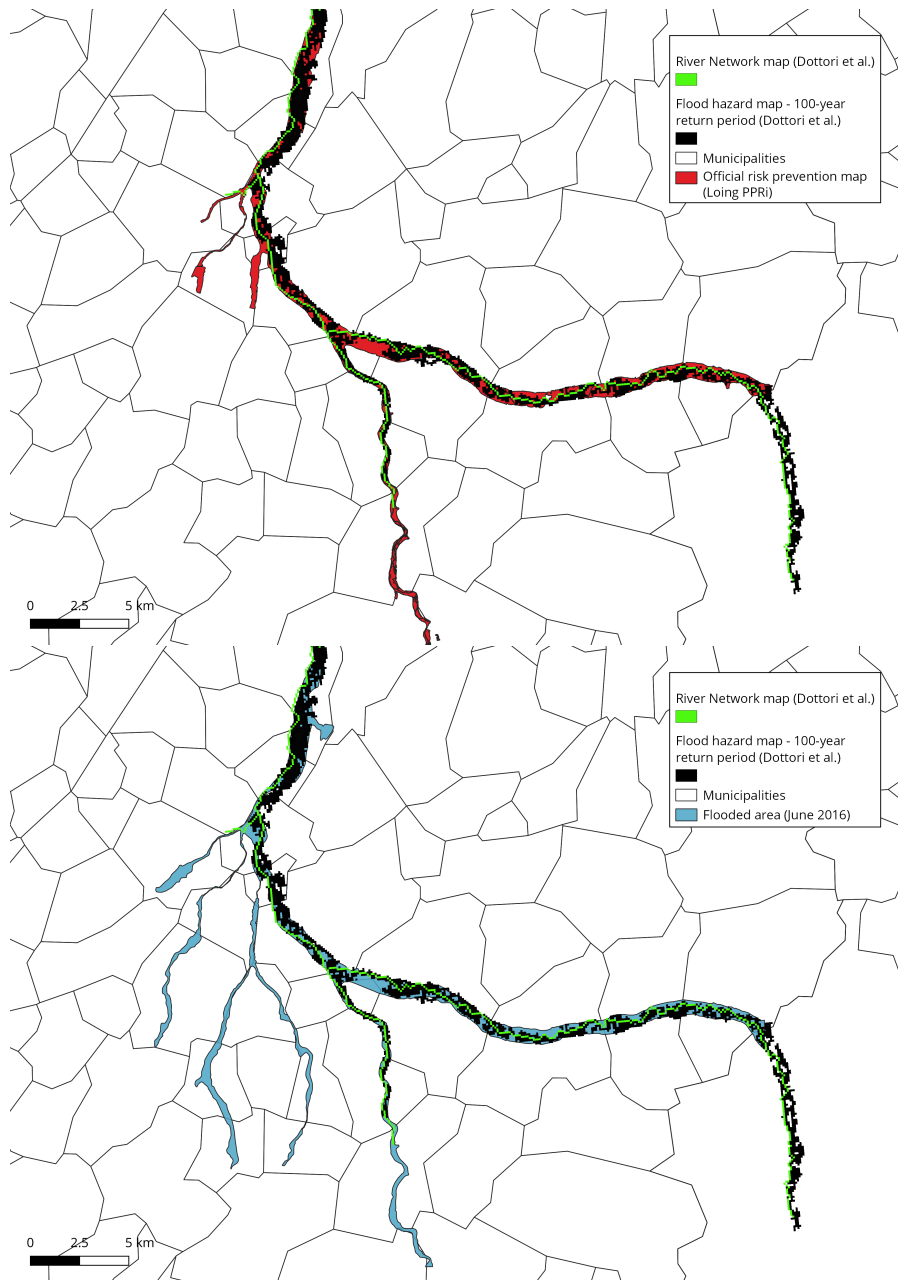 River Network map (Dottori et al.)
Flood hazard map - 100-year
return period (Dottori et al.)
Municipalities
Official risk prevention map
(Loing PPRi)
0 2.5 5 km
River Network map (Dottori et al.)
Flood hazard map - 100-year
return period (Dottori et al.)
Municipalities
Flooded area (June 2016)
0 2.5 5 km